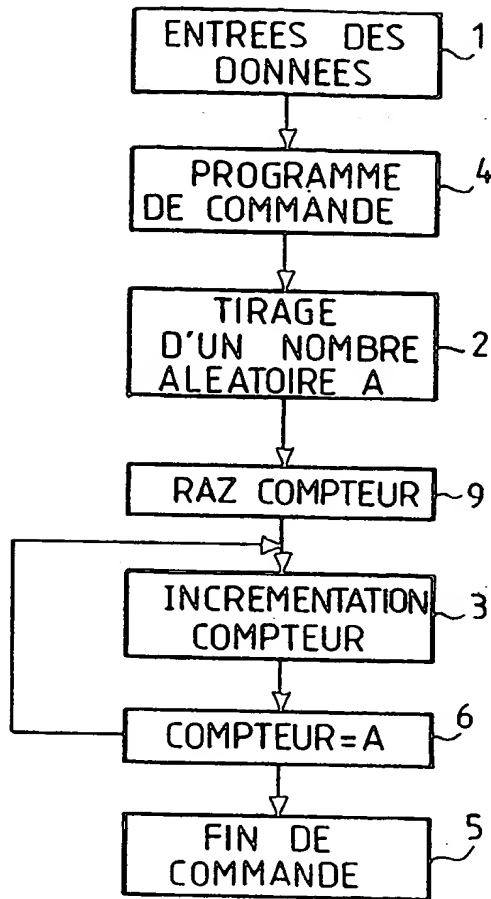 ENTREES DES
DONNEES
1
PROGRAMME
DE COMMANDE
4
TIRAGE
D'UN NOMBRE
ALEATOIRE A
2
RAZ COMPTEUR
9
INCREMENTATION
COMPTEUR
3
COMPTEUR=A
6
FIN DE
COMMANDE
5